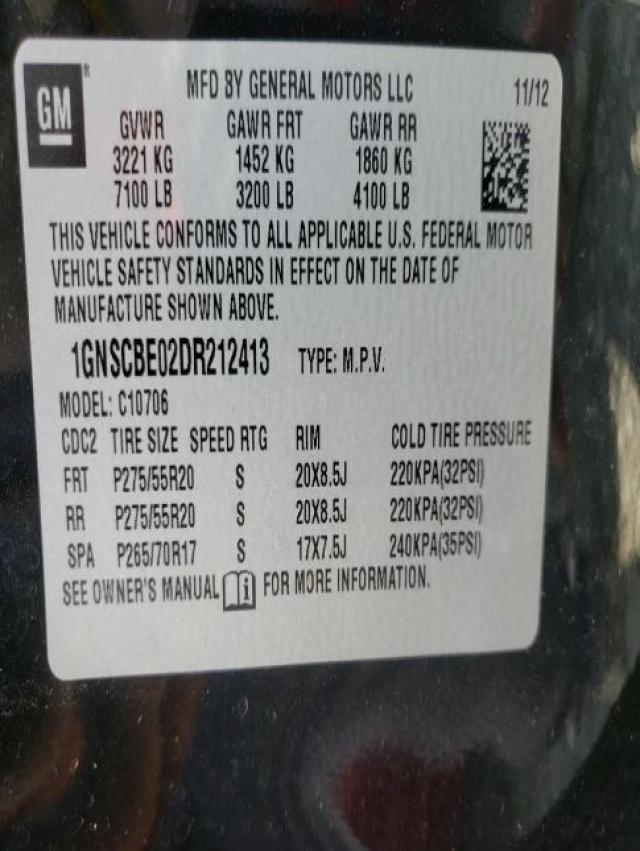 GM®
MFD BY GENERAL MOTORS LLC 11/12
GVWR GAWR FRT GAWR RR
3221 KG 1452 KG 1860 KG
7100 LB 3200 LB 4100 LB
THIS VEHICLE CONFORMS TO ALL APPLICABLE U.S. FEDERAL MOTOR
VEHICLE SAFETY STANDARDS IN EFFECT ON THE DATE OF
MANUFACTURE SHOWN ABOVE.
1GNSCBE02DR212413 TYPE: M.P.V.
MODEL: C10706
CDC2 TIRE SIZE SPEED RTG RIM COLD TIRE PRESSURE
FRT P275/55R20 S 20X8.5J 220KPA(32PSI)
RR P275/55R20 S 20X8.5J 220KPA(32PSI)
SPA P265/70R17 S 17X7.5J 240KPA(35PSI)
SEE OWNER'S MANUAL i FOR MORE INFORMATION.